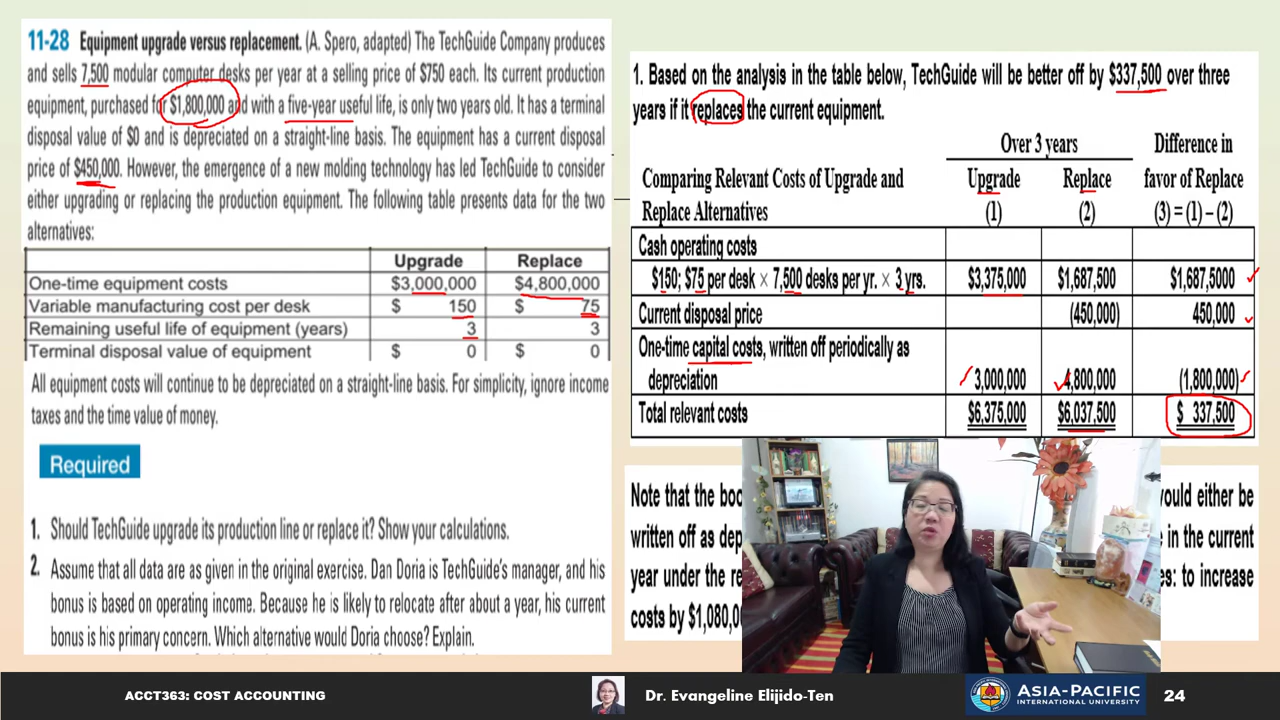 11-28 Equipment upgrade versus replacement. (A. Spero, adapted) The TechGuide Company produces
and sells 7,500 modular computer desks per year at a selling price of $750 each. Its current production
equipment, purchased for $1,800,000 and with a five-year useful life, is only two years old. It has a terminal
disposal value of $0 and is depreciated on a straight-line basis. The equipment has a current disposal
price of $450,000. However, the emergence of a new molding technology has led TechGuide to consider
either upgrading or replacing the production equipment. The following table presents data for the two
alternatives:
Upgrade Replace
One-time equipment costs $3,000,000 $4,800,000
Variable manufacturing cost per desk $ 150 $ 75
Remaining useful life of equipment (years) 3 3
Terminal disposal value of equipment $ 0 $ 0
All equipment costs will continue to be depreciated on a straight-line basis. For simplicity, ignore income
taxes and the time value of money.
Required
1. Should TechGuide upgrade its production line or replace it? Show your calculations.
2. Assume that all data are as given in the original exercise. Dan Doria is TechGuide's manager, and his
bonus is based on operating income. Because he is likely to relocate after about a year, his current
bonus is his primary concern. Which alternative would Doria choose? Explain.
1. Based on the analysis in the table below, TechGuide will be better off by $337,500 over three
years if it replaces the current equipment.
Over 3 years Difference in
Comparing Relevant Costs of Upgrade and Upgrade Replace favor of Replace
Replace Alternatives (1) (2) (3) = (1) – (2)
Cash operating costs
$150; $75 per desk × 7,500 desks per yr. × 3 yrs. $3,375,000 $1,687,500 $1,687,5000
Current disposal price (450,000) 450,000
One-time capital costs, written off periodically as
depreciation 3,000,000 4,800,000 (1,800,000)
Total relevant costs $6,375,000 $6,037,500 $ 337,500
Note that the boo would either be
written off as dep in the current
year under the re es: to increase
costs by $1,080,0
ACCT363: COST ACCOUNTING
Dr. Evangeline Elijido-Ten
ASIA-PACIFIC
INTERNATIONAL UNIVERSITY
24